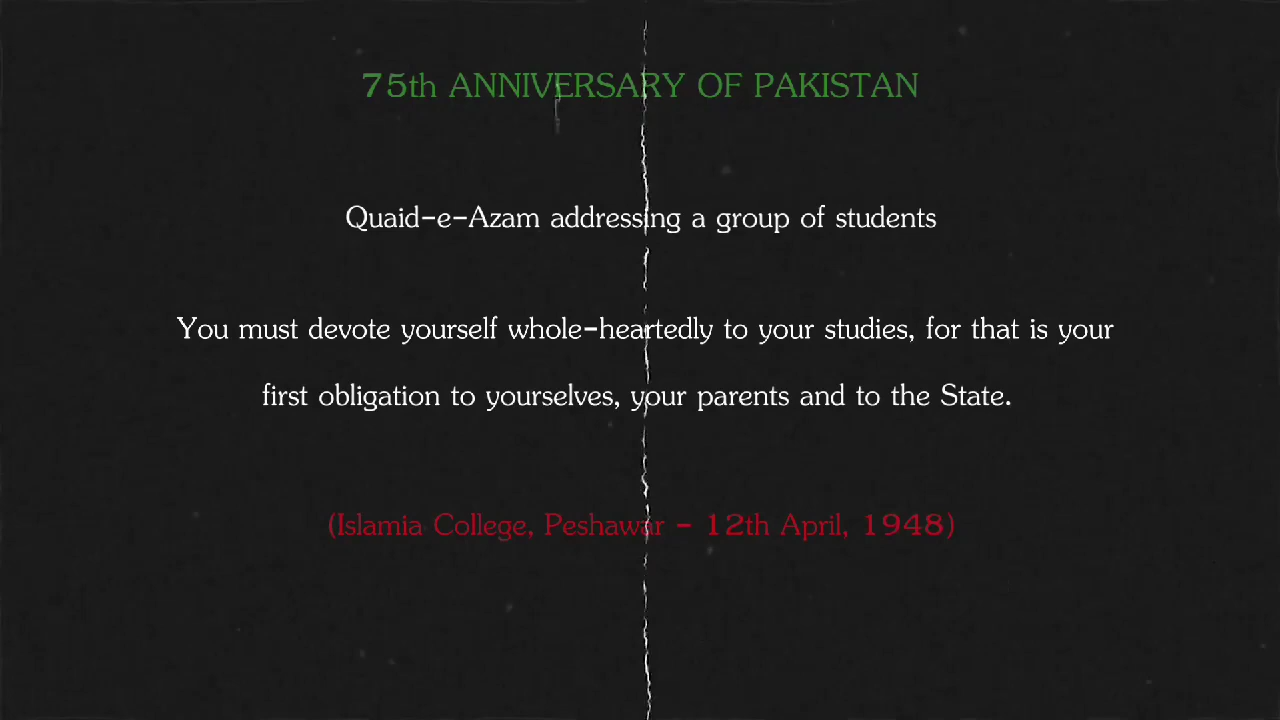 75th ANNIVERSARY OF PAKISTAN
Quaid-e-Azam addressing a group of students
You must devote yourself whole-heartedly to your studies, for that is your
first obligation to yourselves, your parents and to the State.
(Islamia College, Peshawar - 12th April, 1948)